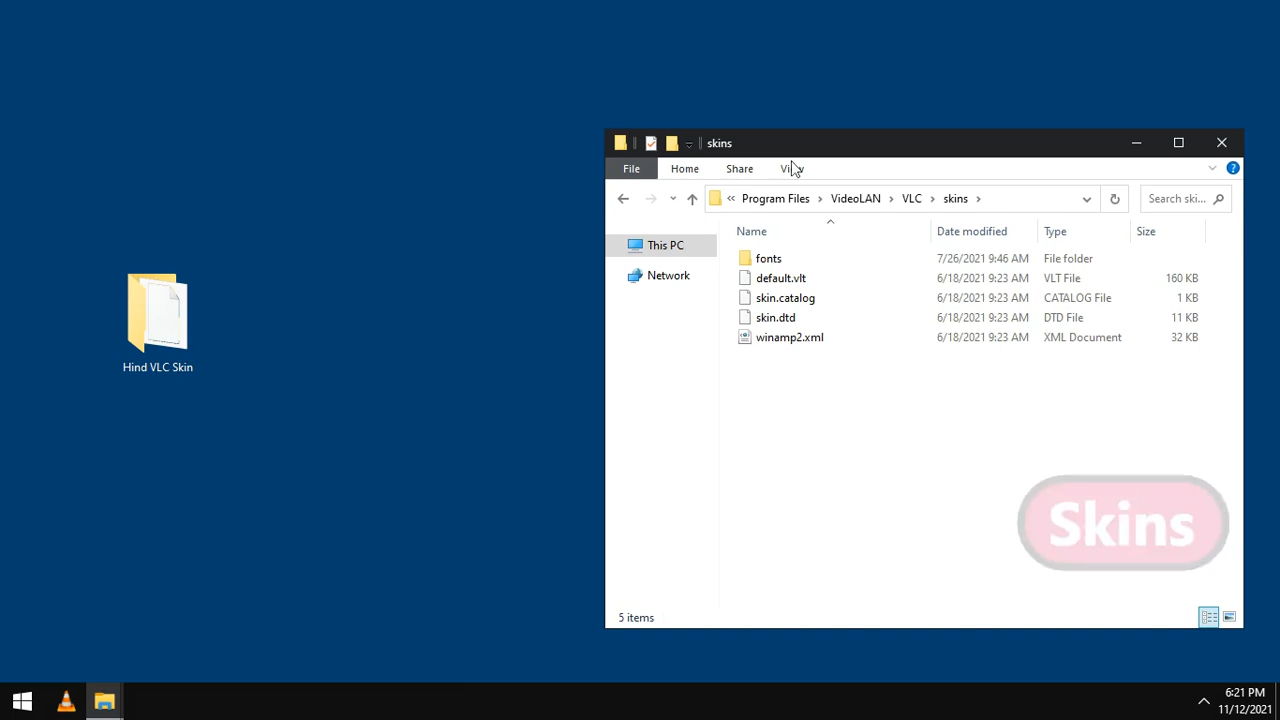 skins
File Home Share View
« Program Files › VideoLAN › VLC › skins ›
Search ski...
This PC
Network
Name Date modified Type Size
fonts 7/26/2021 9:46 AM File folder
default.vlt 6/18/2021 9:23 AM VLT File 160 KB
skin.catalog 6/18/2021 9:23 AM CATALOG File 1 KB
skin.dtd 6/18/2021 9:23 AM DTD File 11 KB
winamp2.xml 6/18/2021 9:23 AM XML Document 32 KB
Hind VLC Skin
Skins
5 items
6:21 PM
11/12/2021